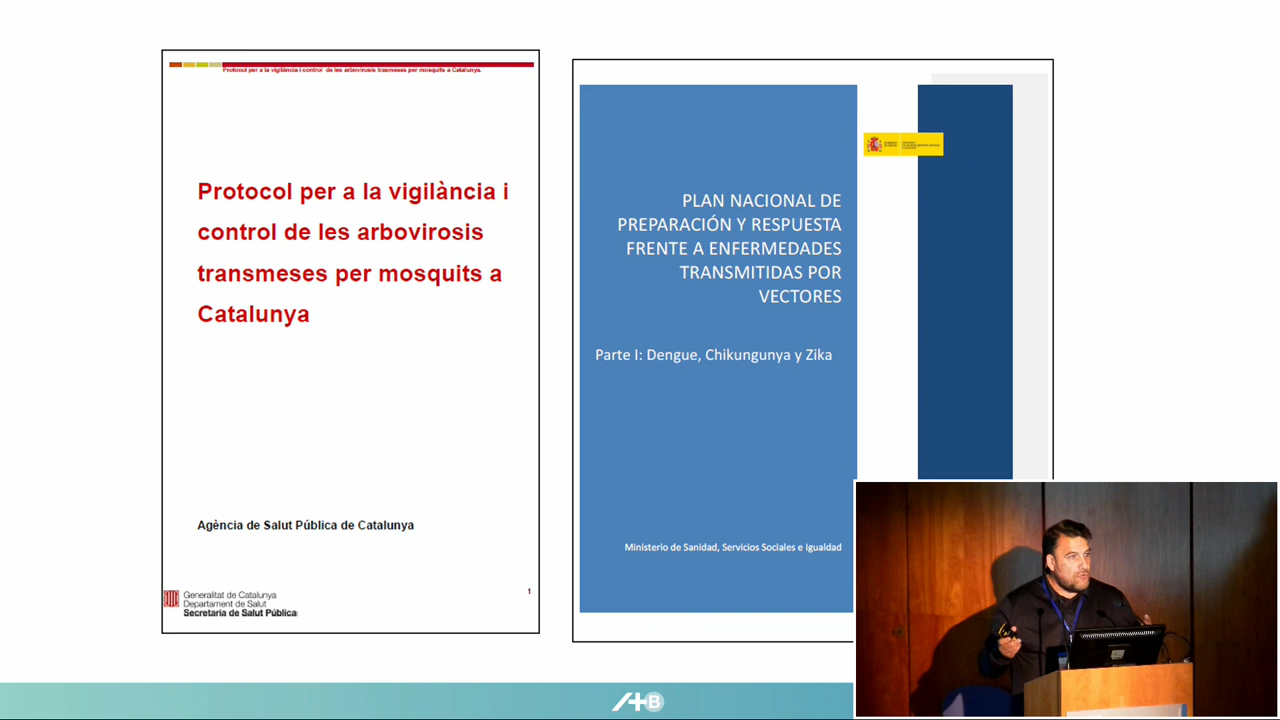 Protocol per a la vigilància i control de les arbovirosis trasmeses per mosquits a Catalunya.
Protocol per a la vigilància i
control de les arbovirosis
transmeses per mosquits a
Catalunya
Agència de Salut Pública de Catalunya
Generalitat de Catalunya
Departament de Salut
Secretaria de Salut Pública
1
PLAN NACIONAL DE
PREPARACIÓN Y RESPUESTA
FRENTE A ENFERMEDADES
TRANSMITIDAS POR
VECTORES
Parte I: Dengue, Chikungunya y Zika
Ministerio de Sanidad, Servicios Sociales e Igualdad